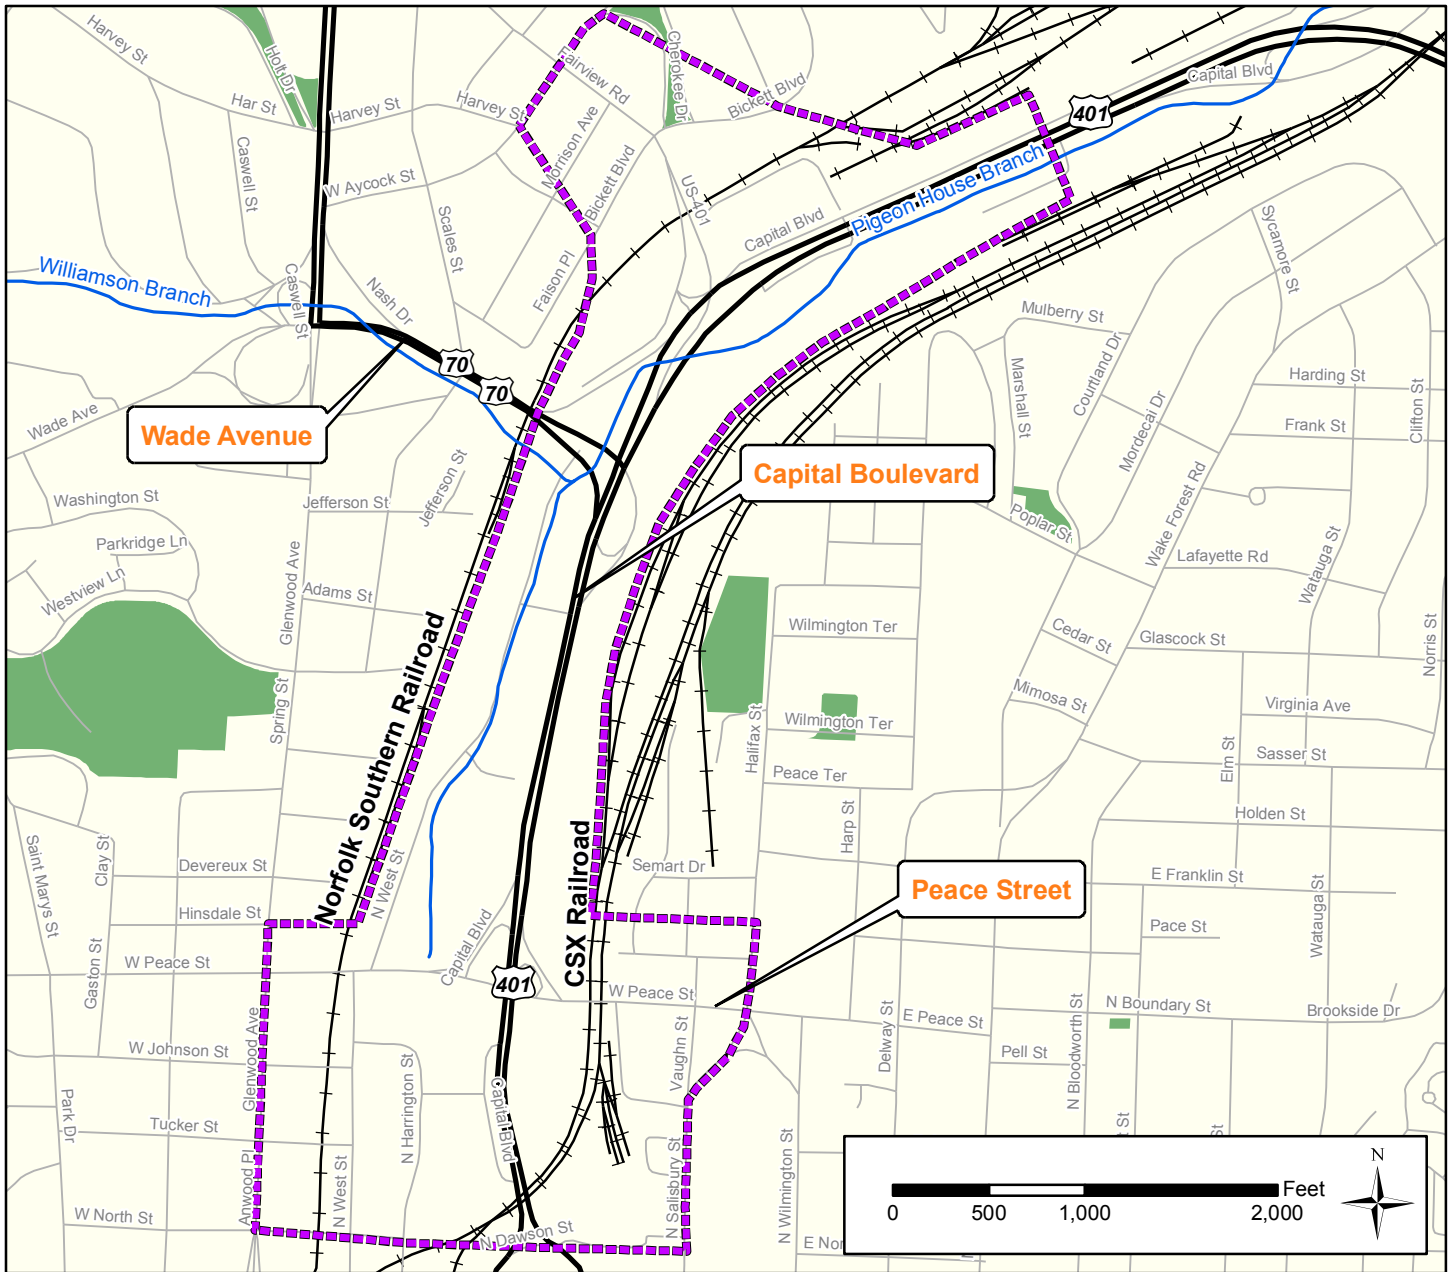 Harvey St
Holt Dr
Har St
Harvey St
Harvey St
Fairview Rd
Cherokee Dr
Bickett Blvd
Capital Blvd
401
Caswell St
W Aycock St
Morrison Ave
Bickett Blvd
US-401
Capital Blvd
Pigeon House Branch
Scales St
Faison Pl
Sycamore St
Williamson Branch
Caswell St
Nash Dr
Mulberry St
70
70
Marshall St
Courtland Dr
Harding St
Clifton St
Wade Ave
Wade Avenue
Mordecai Dr
Frank St
Capital Boulevard
Jefferson St
Washington St
Jefferson St
Poplar St
Wake Forest Rd
Parkridge Ln
Lafayette Rd
Watauga St
Westview Ln
Glenwood Ave
Adams St
Wilmington Ter
Cedar St
Glascock St
Norris St
Norfolk Southern Railroad
Spring St
Halifax St
Wilmington Ter
Mimosa St
Virginia Ave
Elm St
Sasser St
Peace Ter
Saint Marys St
Clay St
Devereux St
N West St
CSX Railroad
Semart Dr
Harp St
Holden St
Peace Street
E Franklin St
Hinsdale St
Watauga St
Pace St
Gaston St
W Peace St
Capital Blvd
401
W Peace St
E Peace St
Delway St
N Bloodworth St
N Boundary St
Brookside Dr
W Johnson St
Glenwood Ave
N Harrington St
Vaughn St
Pell St
Park Dr
Tucker St
Capital Blvd
t St
St
Anwood Pl
N West St
N Salisbury St
N Wilmington St
W North St
N Dawson St
E Nor
N
Feet
0 500 1,000 2,000